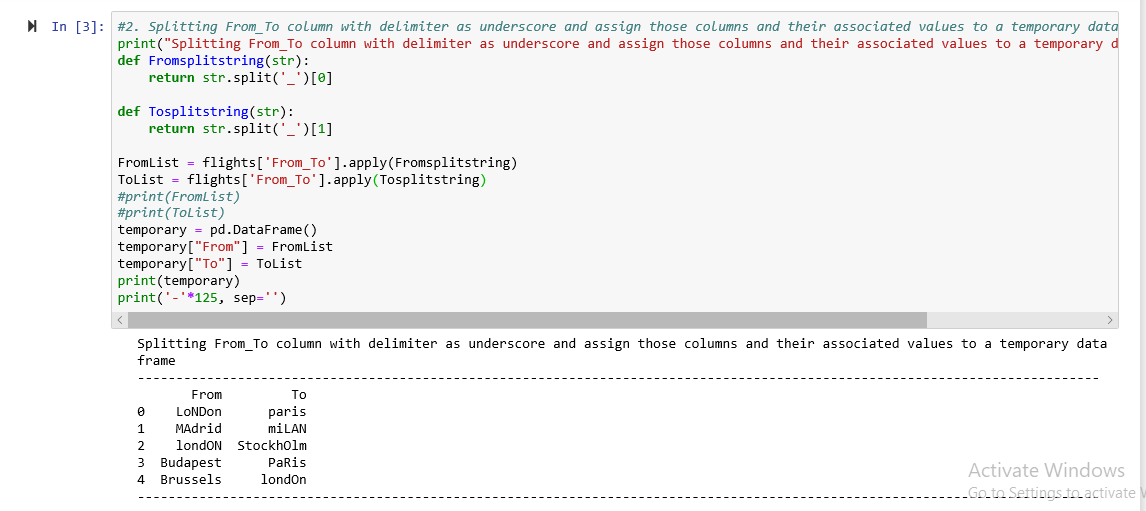 In [3]:
#2. Splitting From_To column with delimiter as underscore and assign those columns and their associated values to a temporary data
print("Splitting From_To column with delimiter as underscore and assign those columns and their associated values to a temporary d
def Fromsplitstring(str):
    return str.split('_')[0]
def Tosplitstring(str):
    return str.split('_')[1]
FromList = flights['From_To'].apply(Fromsplitstring)
ToList = flights['From_To'].apply(Tosplitstring)
#print(FromList)
#print(ToList)
temporary = pd.DataFrame()
temporary["From"] = FromList
temporary["To"] = ToList
print(temporary)
print('-'*125, sep='')
Splitting From_To column with delimiter as underscore and assign those columns and their associated values to a temporary data
frame
-----------------------------------------------------------------------------------------------------------------------------
From To
0 LoNDon paris
1 MAdrid miLAN
2 londON StockhOlm
3 Budapest PaRis
4 Brussels londOn
-----------------------------------------------------------------------------------------------------------------------------
Activate Windows
Go to Settings to activate W